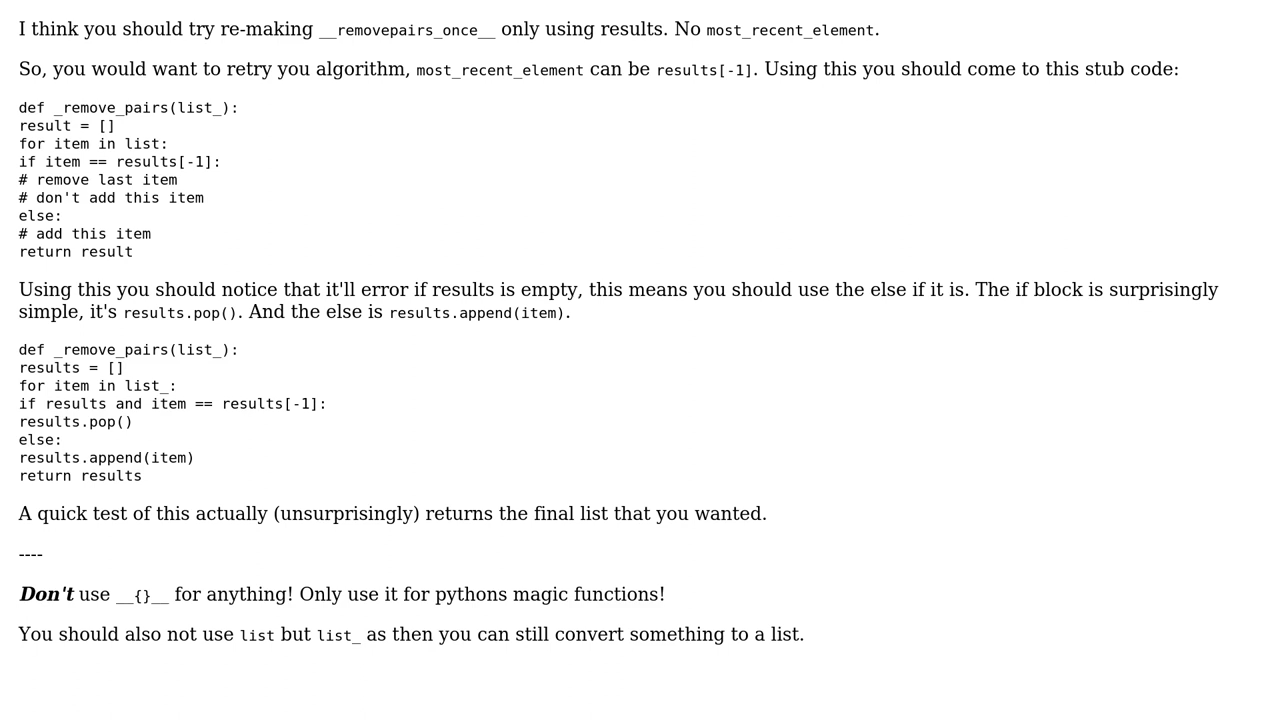 I think you should try re-making __removepairs_once__ only using results. No most_recent_element.
So, you would want to retry you algorithm, most_recent_element can be results[-1]. Using this you should come to this stub code:
def _remove_pairs(list_):
result = []
for item in list:
if item == results[-1]:
# remove last item
# don't add this item
else:
# add this item
return result
Using this you should notice that it'll error if results is empty, this means you should use the else if it is. The if block is surprisingly
simple, it's results.pop(). And the else is results.append(item).
def _remove_pairs(list_):
results = []
for item in list_:
if results and item == results[-1]:
results.pop()
else:
results.append(item)
return results
A quick test of this actually (unsurprisingly) returns the final list that you wanted.
----
Don't use __{}__ for anything! Only use it for pythons magic functions!
You should also not use list but list_ as then you can still convert something to a list.